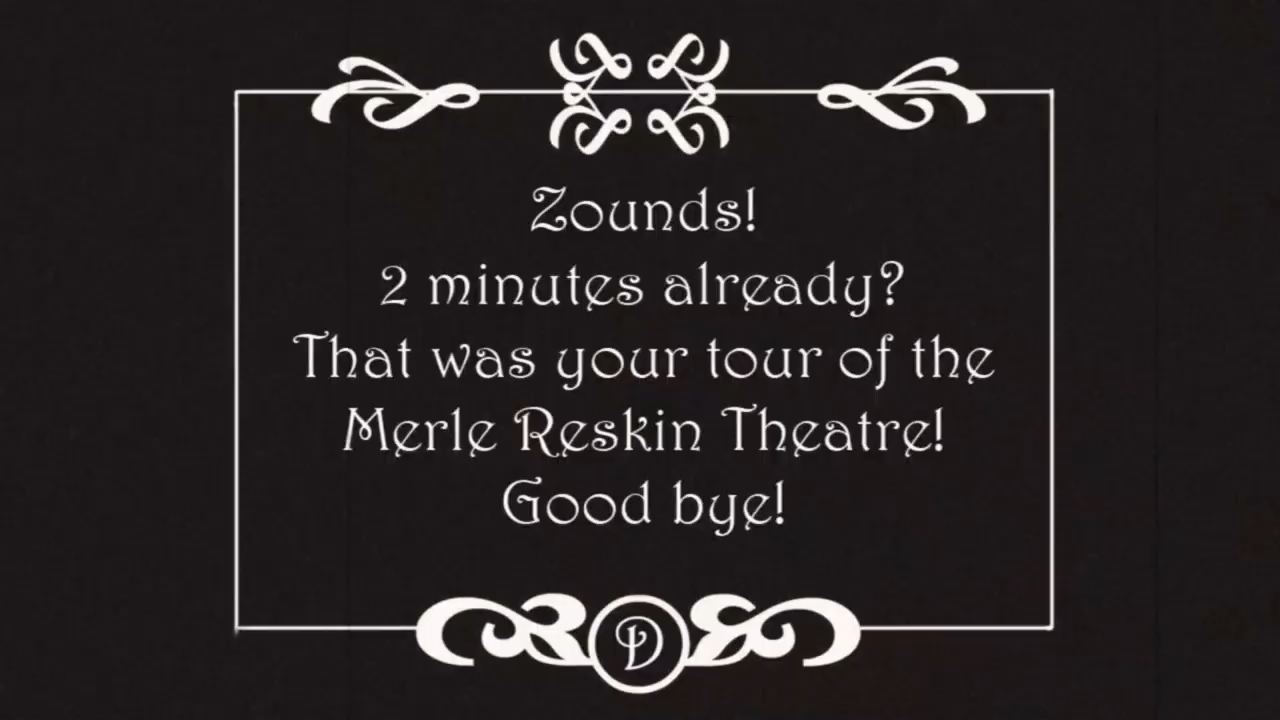 Zounds!
2 minutes already?
That was your tour of the
Merle Reskin Theatre!
Good bye!
D